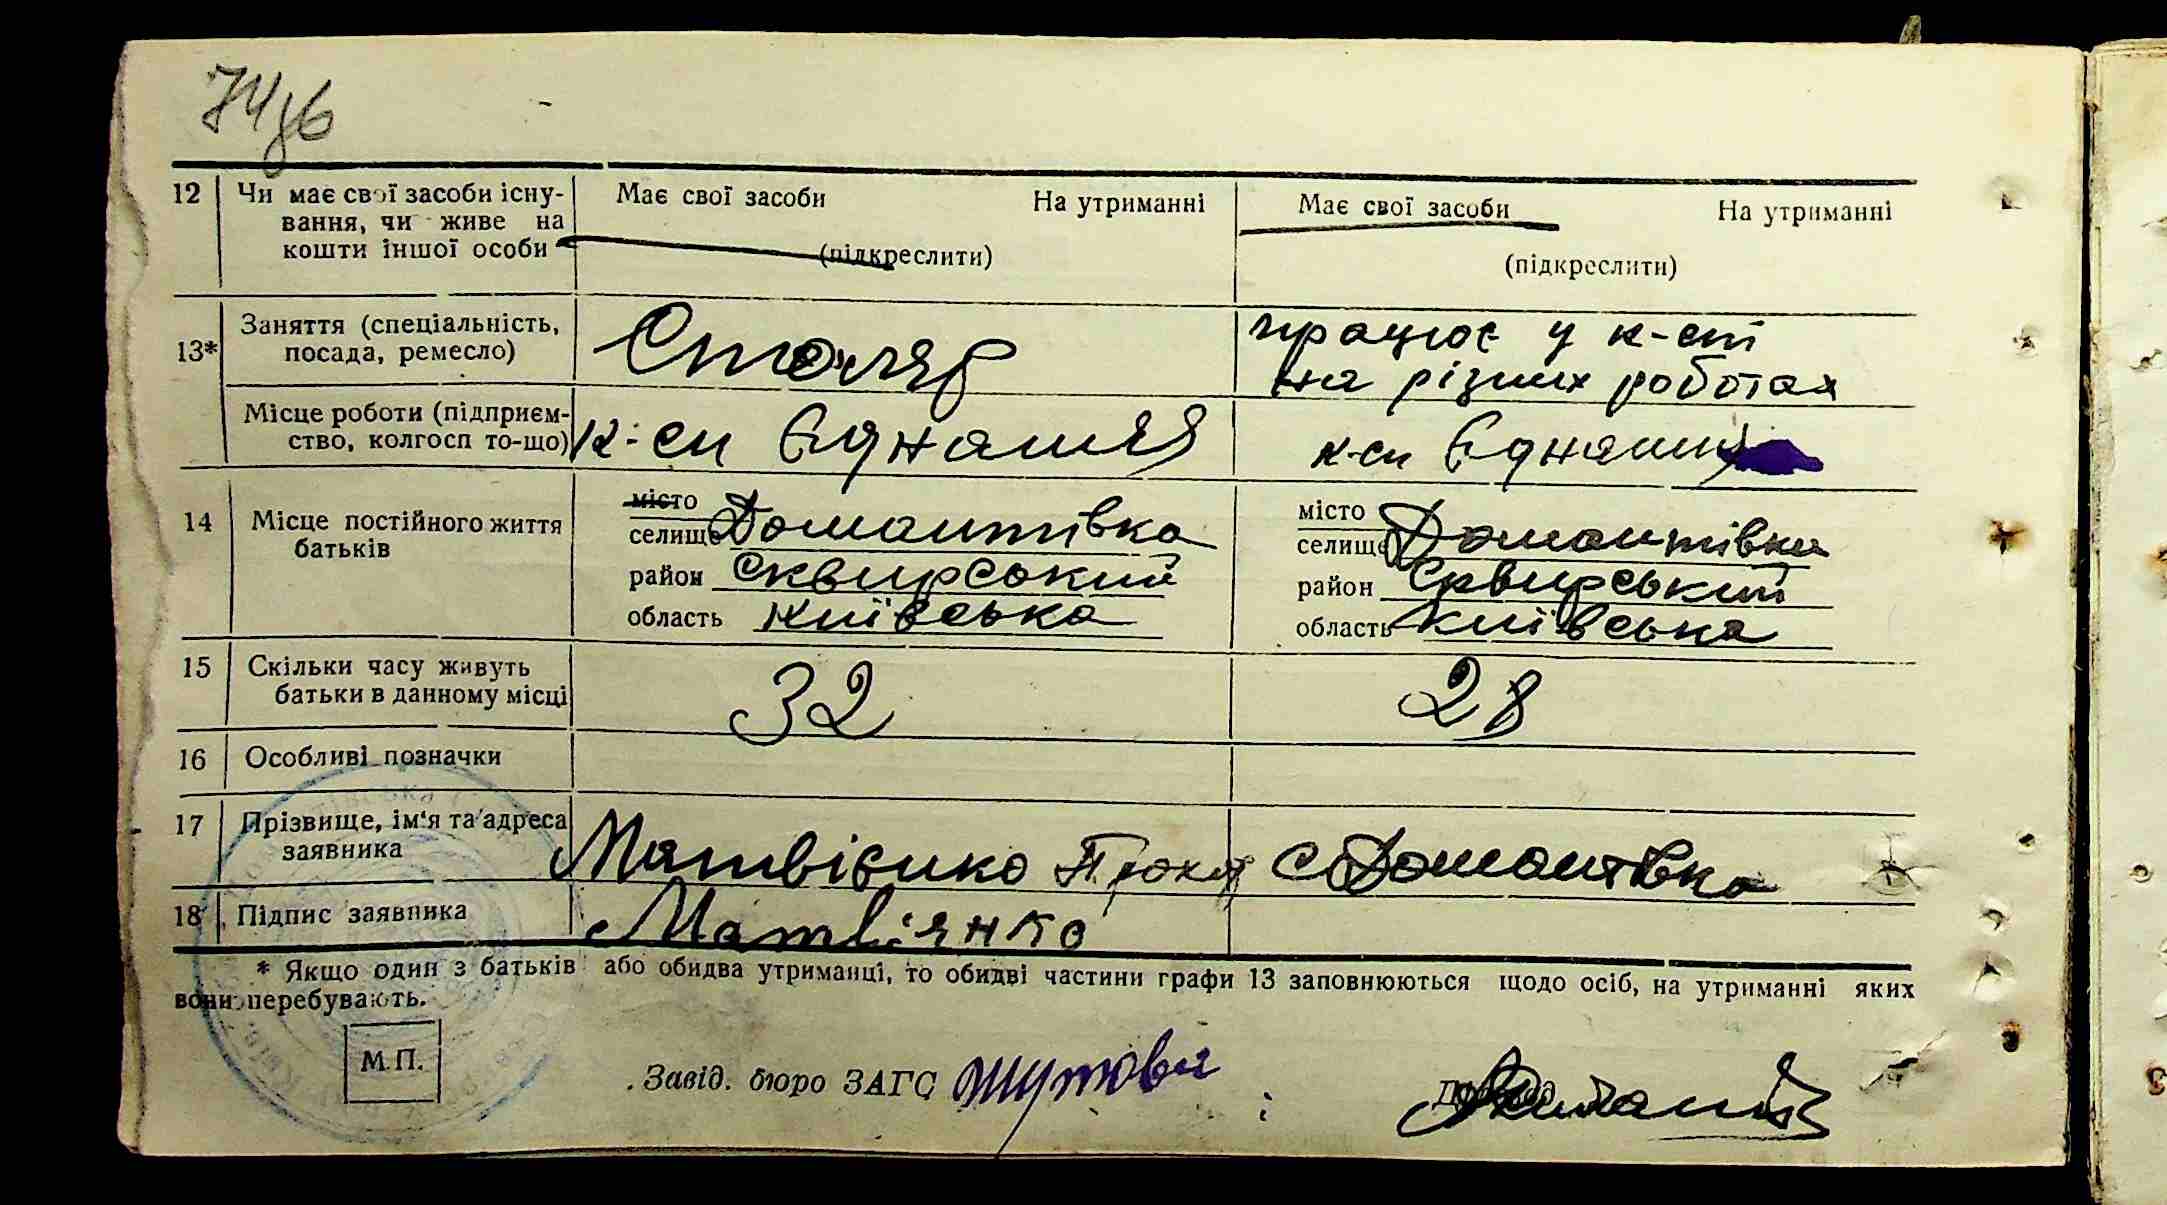 74
12 Чи має свої засоби існу- Має свої засоби На утриманні Має свої засоби На утриманні
вання, чи живе на
кошти іншої особи (підкреслити) (підкреслити)
13* Заняття (спеціальність, Столяр працює у к-сті
посада, ремесло) на різних роботах
Місце роботи (підприєм- к-сп Єднання к-сп Єднання
ство, колгосп то-що)
14 Місце постійного життя місто місто
батьків селище Домантівка селище Домантівка
район Сквирський район Сквирський
область Київська область Київська
15 Скільки часу живуть 32 28
батьки в данному місці
16 Особливі позначки
17 Прізвище, ім'я та адреса Матвієнко с Домантівка
заявника
18 Підпис заявника Матвіянко
* Якщо один з батьків або обидва утриманці, то обидві частини графи 13 заповнюються щодо осіб, на утриманні яких
вони перебувають.
М.П.
Завід. бюро ЗАГС